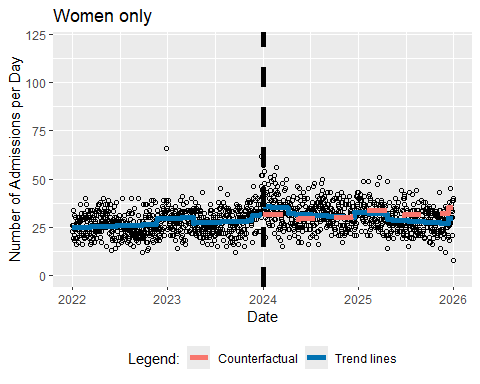 Women only
Number of Admissions per Day
125
100
75
50
25
0
2022 2023 2024 2025 2026
Date
Legend: Counterfactual Trend lines